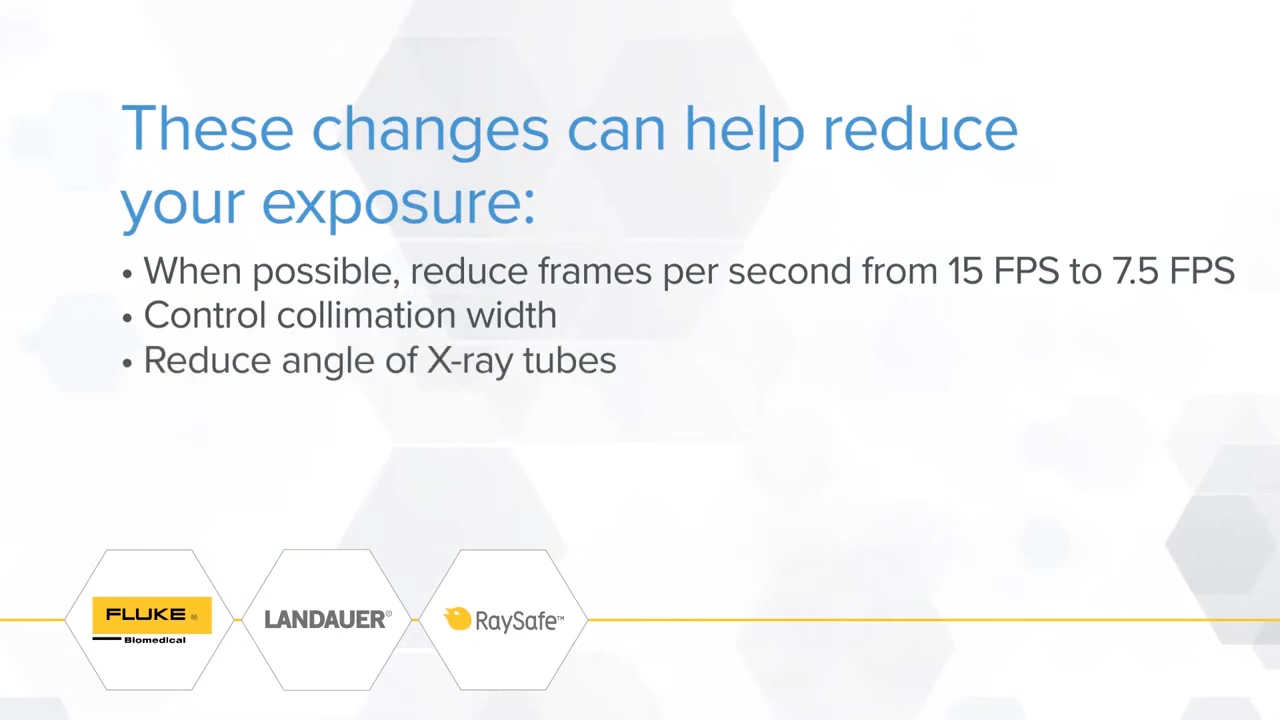 These changes can help reduce
your exposure:
• When possible, reduce frames per second from 15 FPS to 7.5 FPS
• Control collimation width
• Reduce angle of X-ray tubes
FLUKE
Biomedical
LANDAUER®
RaySafe™